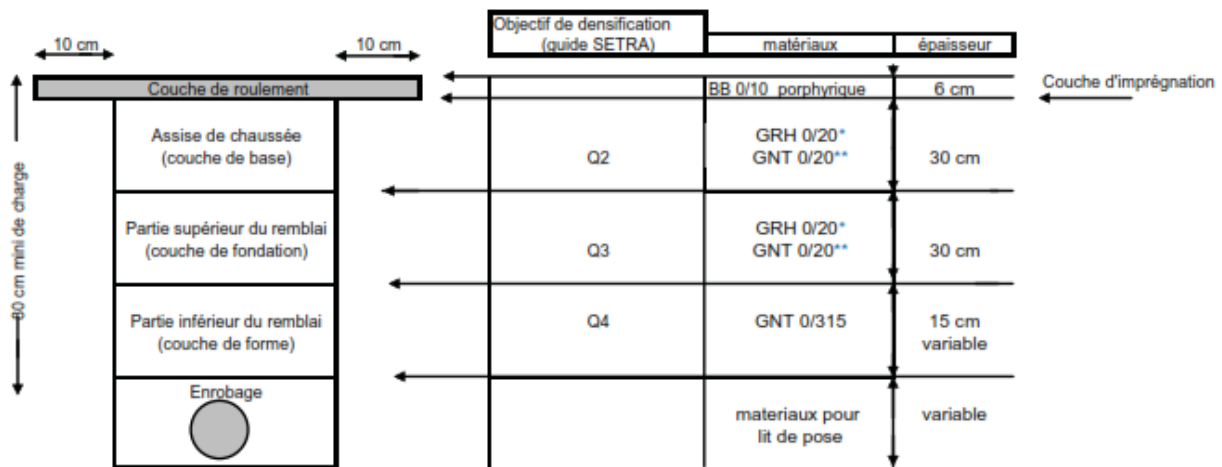 Objectif de densification
(guide SETRA)
matériaux
épaisseur
10 cm
10 cm
Couche de roulement
BB 0/10 porphyrique
6 cm
Couche d'imprégnation
Assise de chaussée
(couche de base)
Q2
GRH 0/20*
GNT 0/20**
30 cm
Partie supérieur du remblai
(couche de fondation)
Q3
GRH 0/20*
GNT 0/20**
30 cm
80 cm mini de charge
Partie inférieur du remblai
(couche de forme)
Q4
GNT 0/315
15 cm
variable
Enrobage
materiaux pour
lit de pose
variable